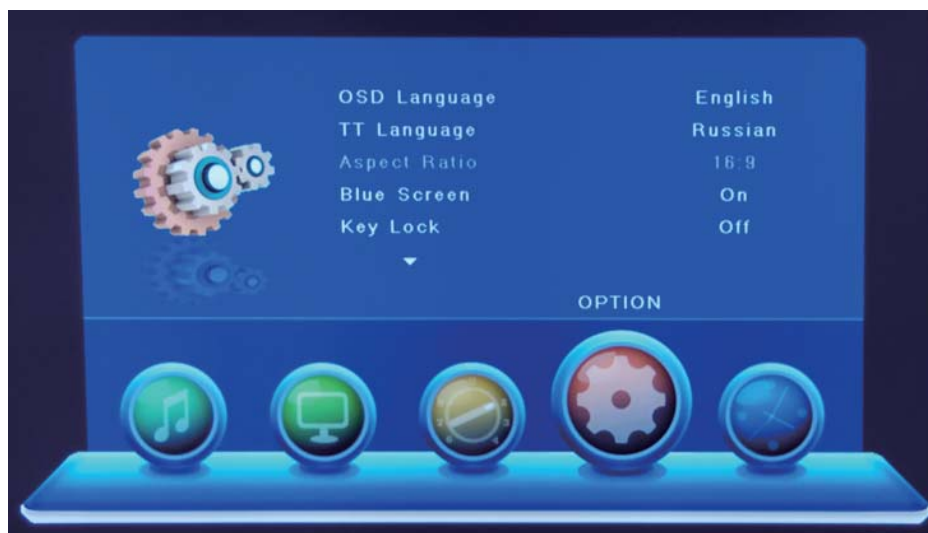 OSD Language English
TT Language Russian
Aspect Ratio 16:9
Blue Screen On
Key Lock Off
OPTION